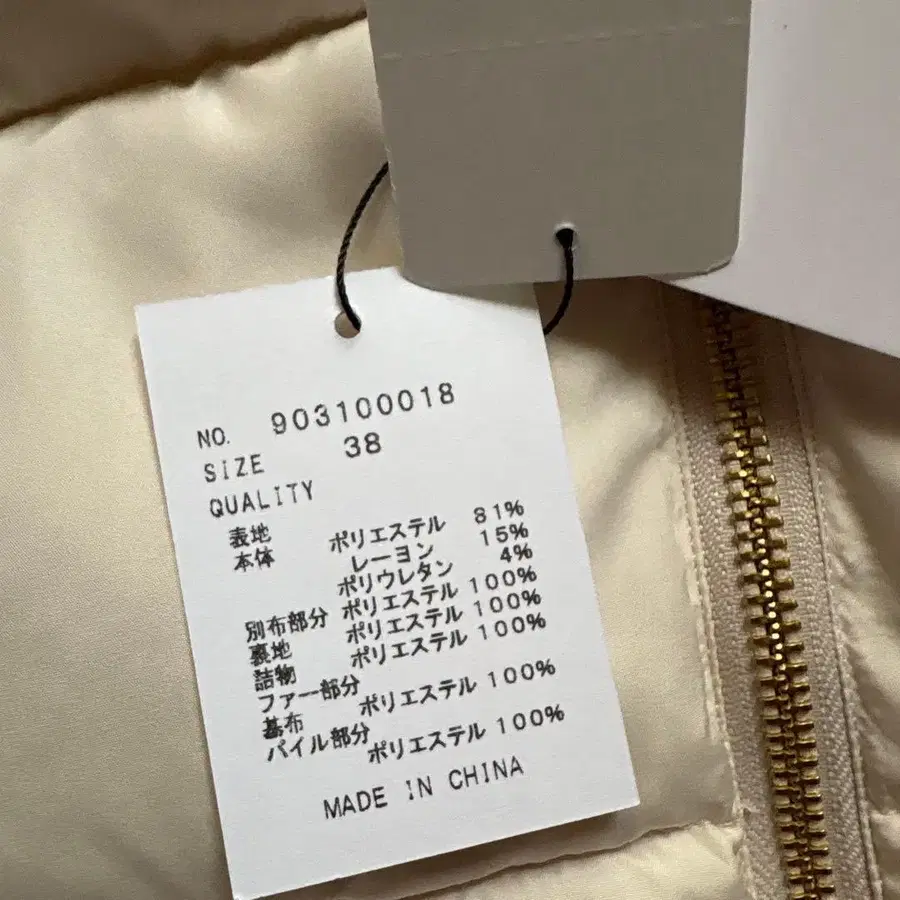 NO. 903100018
SIZE 38
QUALITY
表地 ポリエステル 81%
本体 レーヨン 15%
ポリウレタン 4%
別布部分 ポリエステル 100%
裏地 ポリエステル 100%
詰物 ポリエステル 100%
ファー部分
基布 ポリエステル 100%
パイル部分 ポリエステル 100%
MADE IN CHINA